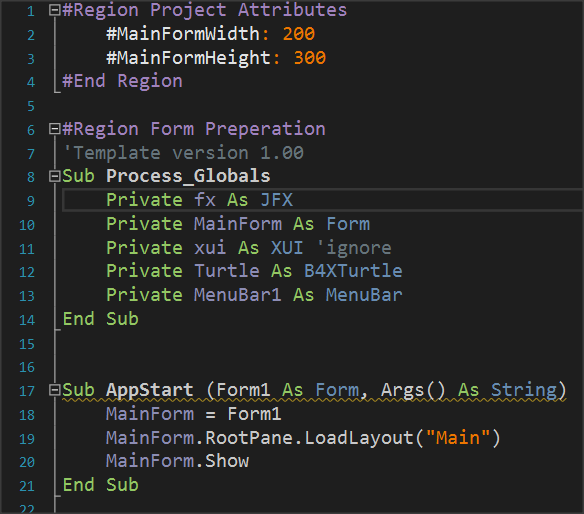 1 #Region Project Attributes
2 #MainFormWidth: 200
3 #MainFormHeight: 300
4 #End Region
5
6 #Region Form Preperation
7 'Template version 1.00
8 Sub Process_Globals
9 Private fx As JFX
10 Private MainForm As Form
11 Private xui As XUI 'ignore
12 Private Turtle As B4XTurtle
13 Private MenuBar1 As MenuBar
14 End Sub
15
16
17 Sub AppStart (Form1 As Form, Args() As String)
18 MainForm = Form1
19 MainForm.RootPane.LoadLayout("Main")
20 MainForm.Show
21 End Sub
22